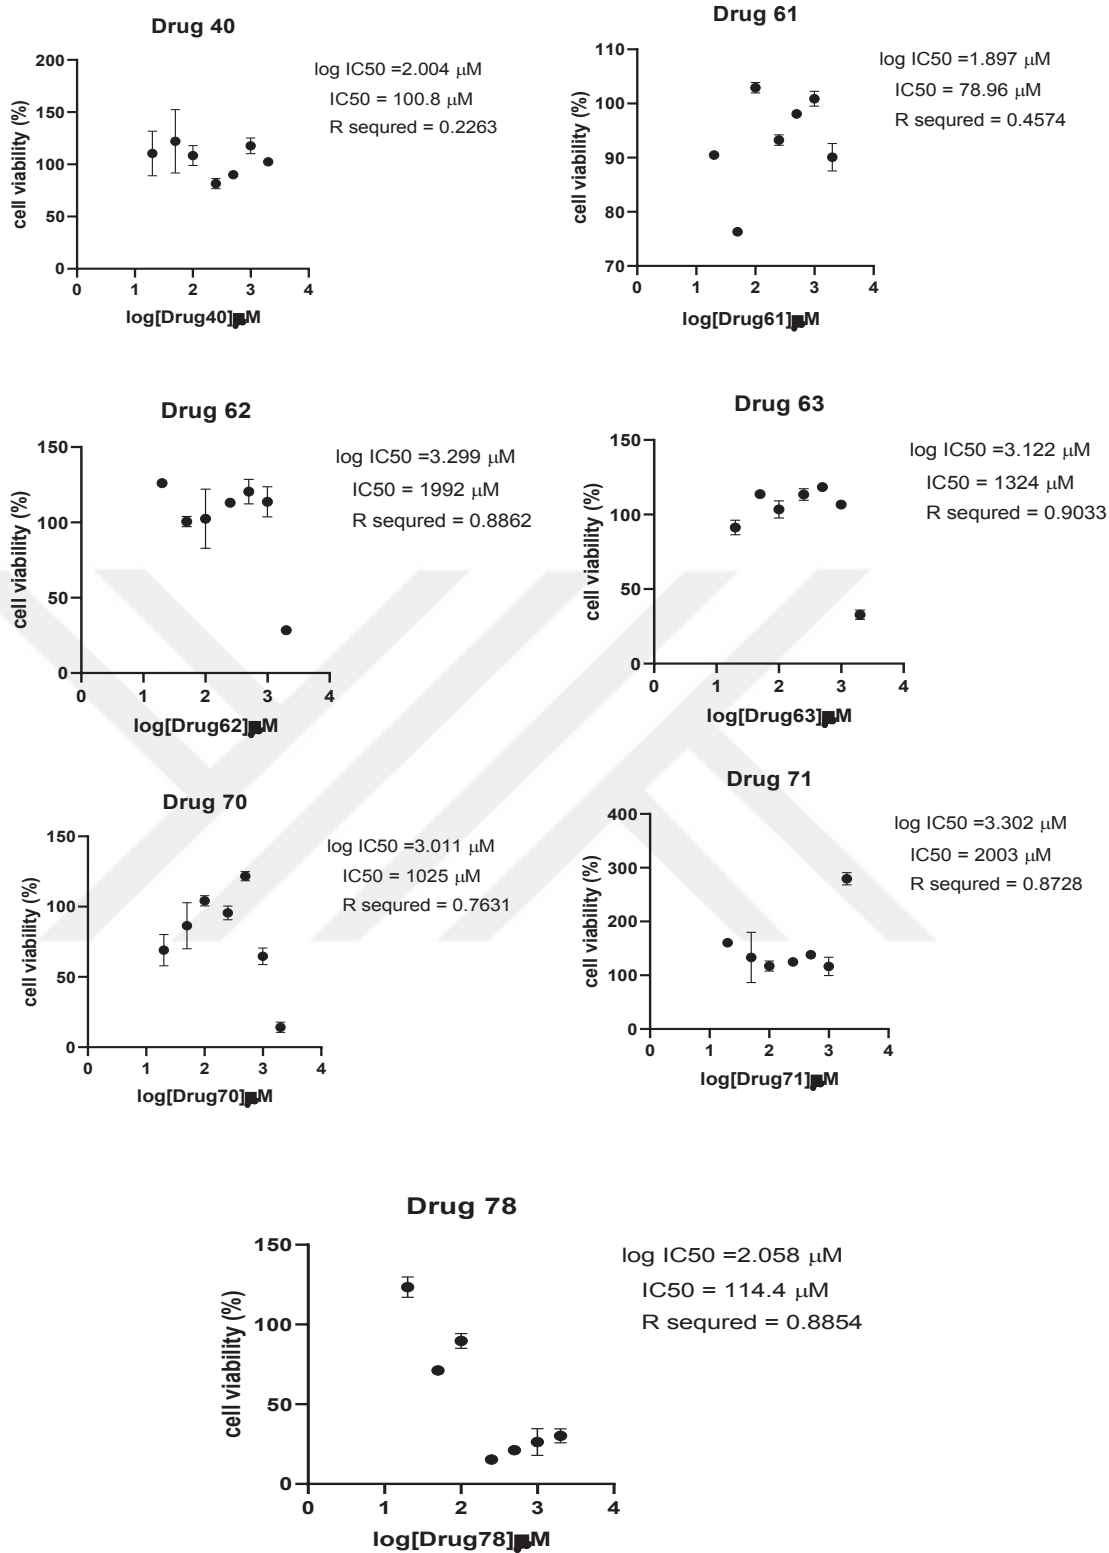 Drug 40
log IC50 =2.004 μM
IC50 = 100.8 μM
R sequred = 0.2263
cell viability (%)
200
150
100
50
0
0 1 2 3 4
log[Drug40]μM
Drug 61
log IC50 =1.897 μM
IC50 = 78.96 μM
R sequred = 0.4574
cell viability (%)
110
100
90
80
70
0 1 2 3 4
log[Drug61]μM
Drug 62
log IC50 =3.299 μM
IC50 = 1992 μM
R sequred = 0.8862
cell viability (%)
150
100
50
0
0 1 2 3 4
log[Drug62]μM
Drug 63
log IC50 =3.122 μM
IC50 = 1324 μM
R sequred = 0.9033
cell viability (%)
150
100
50
0
0 1 2 3 4
log[Drug63]μM
Drug 70
log IC50 =3.011 μM
IC50 = 1025 μM
R sequred = 0.7631
cell viability (%)
150
100
50
0
0 1 2 3 4
log[Drug70]μM
Drug 71
log IC50 =3.302 μM
IC50 = 2003 μM
R sequred = 0.8728
cell viability (%)
400
300
200
100
0
0 1 2 3 4
log[Drug71]μM
Drug 78
log IC50 =2.058 μM
IC50 = 114.4 μM
R sequred = 0.8854
cell viability (%)
150
100
50
0
0 1 2 3 4
log[Drug78]μM